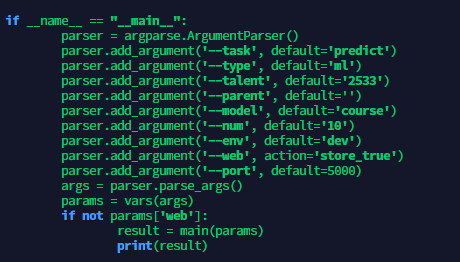 if __name__ == "__main__":
        parser = argparse.ArgumentParser()
        parser.add_argument('--task', default='predict')
        parser.add_argument('--type', default='ml')
        parser.add_argument('--talent', default='2533')
        parser.add_argument('--parent', default='')
        parser.add_argument('--model', default='course')
        parser.add_argument('--num', default='10')
        parser.add_argument('--env', default='dev')
        parser.add_argument('--web', action='store_true')
        parser.add_argument('--port', default=5000)
        args = parser.parse_args()
        params = vars(args)
        if not params['web']:
                result = main(params)
                print(result)